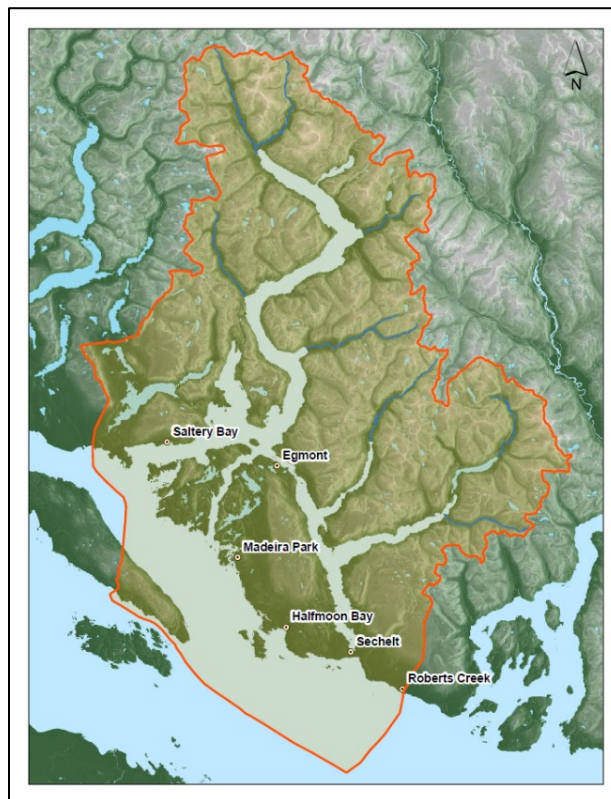 N
Saltery Bay
Egmont
Madeira Park
Halfmoon Bay
Sechelt
Roberts Creek